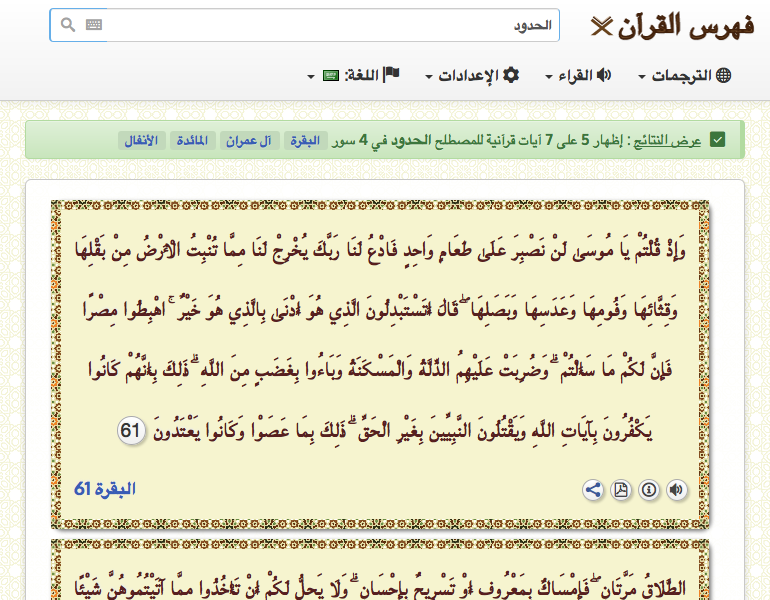 فهرس القرآن
الحدود
الترجمات
القراء
الإعدادات
اللغة:
عرض النتائج : إظهار 5 على 7 آيات قرآنية للمصطلح الحدود في 4 سور البقرة آل عمران المائدة الأنفال
وَإِذْ قُلْتُمْ يَا مُوسَىٰ لَنْ نَصْبِرَ عَلَىٰ طَعَامٍ وَاحِدٍ فَادْعُ لَنَا رَبَّكَ يُخْرِجْ لَنَا مِمَّا تُنْبِتُ الْأَرْضُ مِنْ بَقْلِهَا
وَقِثَّائِهَا وَفُومِهَا وَعَدَسِهَا وَبَصَلِهَا ۖ قَالَ أَتَسْتَبْدِلُونَ الَّذِي هُوَ أَدْنَىٰ بِالَّذِي هُوَ خَيْرٌ ۚ اهْبِطُوا مِصْرًا
فَإِنَّ لَكُمْ مَا سَأَلْتُمْ ۗ وَضُرِبَتْ عَلَيْهِمُ الذِّلَّةُ وَالْمَسْكَنَةُ وَبَاءُوا بِغَضَبٍ مِنَ اللَّهِ ۗ ذَٰلِكَ بِأَنَّهُمْ كَانُوا
يَكْفُرُونَ بِآيَاتِ اللَّهِ وَيَقْتُلُونَ النَّبِيِّينَ بِغَيْرِ الْحَقِّ ۗ ذَٰلِكَ بِمَا عَصَوْا وَكَانُوا يَعْتَدُونَ 61
البقرة 61
الطَّلَاقُ مَرَّتَانِ ۖ فَإِمْسَاكٌ بِمَعْرُوفٍ أَوْ تَسْرِيحٌ بِإِحْسَانٍ ۗ وَلَا يَحِلُّ لَكُمْ أَنْ تَأْخُذُوا مِمَّا آتَيْتُمُوهُنَّ شَيْئًا